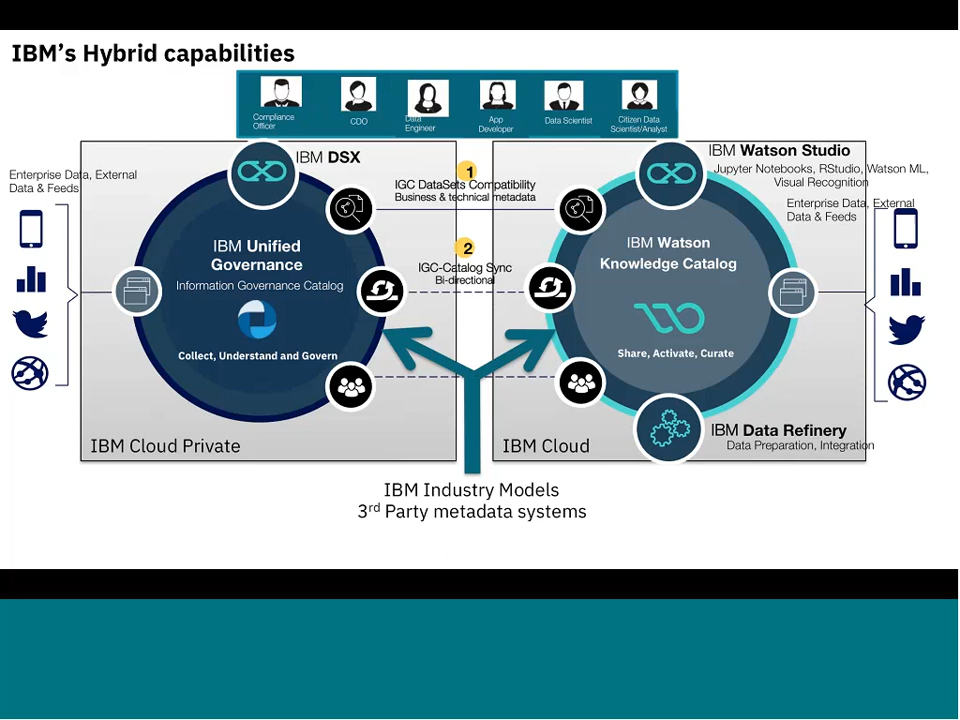 IBM's Hybrid capabilities
Compliance
Officer
CDO
Data
Engineer
App
Developer
Data Scientist
Citizen Data
Scientist/Analyst
IBM DSX
IBM Watson Studio
Jupyter Notebooks, RStudio, Watson ML,
Visual Recognition
Enterprise Data, External
Data & Feeds
1
IGC DataSets Compatibility
Business & technical metadata
Enterprise Data, External
Data & Feeds
IBM Unified
Governance
Information Governance Catalog
Collect, Understand and Govern
2
IGC-Catalog Sync
Bi-directional
IBM Watson
Knowledge Catalog
Share, Activate, Curate
IBM Data Refinery
Data Preparation, Integration
IBM Cloud Private
IBM Cloud
IBM Industry Models
3rd Party metadata systems